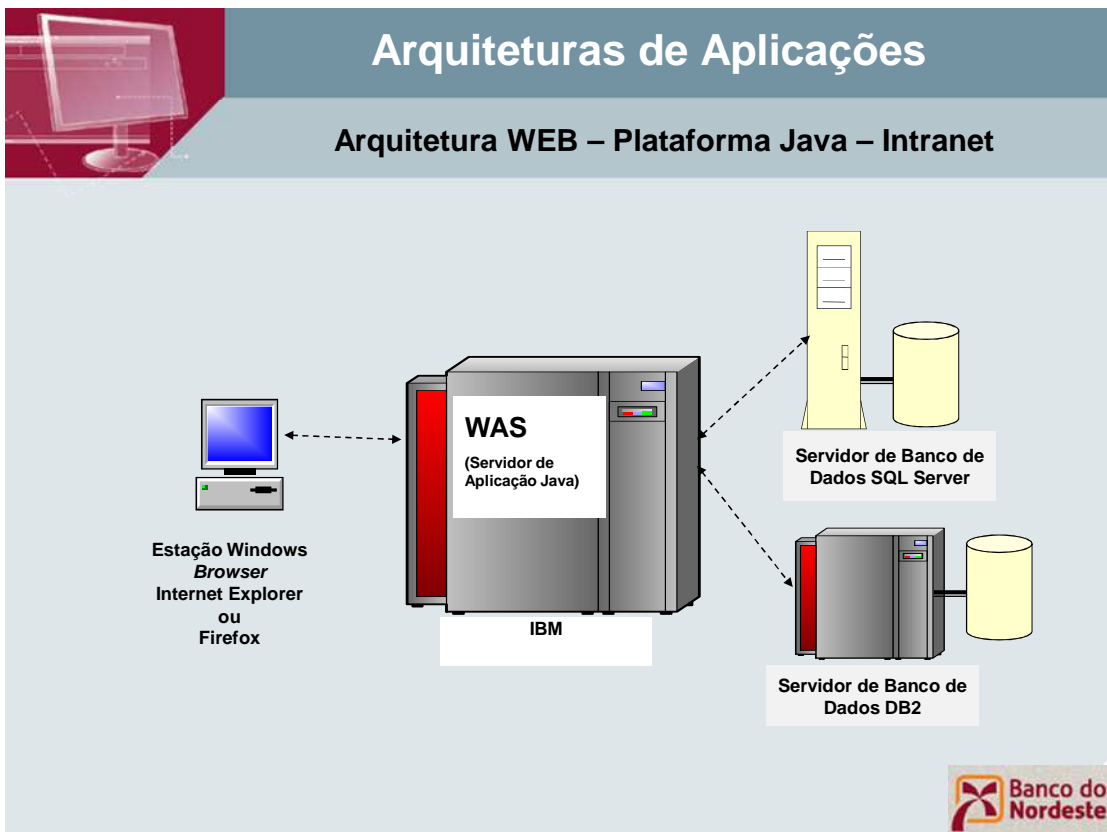 Arquiteturas de Aplicações
Arquitetura WEB – Plataforma Java – Intranet
WAS
(Servidor de
Aplicação Java)
IBM
Estação Windows
Browser
Internet Explorer
ou
Firefox
Servidor de Banco de
Dados SQL Server
Servidor de Banco de
Dados DB2
Banco do
Nordeste